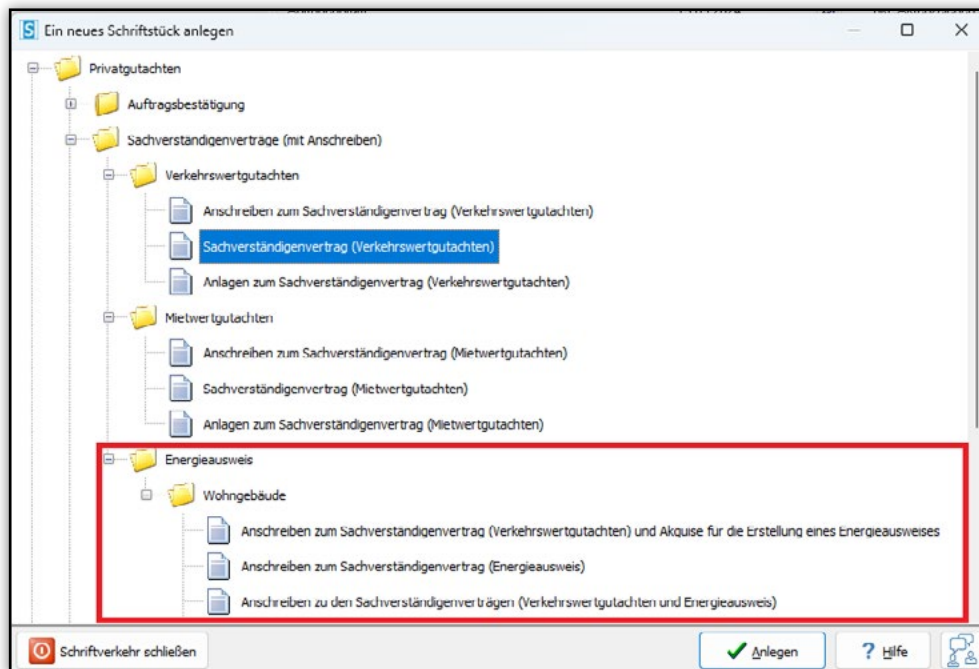 Ein neues Schriftstück anlegen
Privatgutachten
Auftragsbestätigung
Sachverständigenverträge (mit Anschreiben)
Verkehrswertgutachten
Anschreiben zum Sachverständigenvertrag (Verkehrswertgutachten)
Sachverständigenvertrag (Verkehrswertgutachten)
Anlagen zum Sachverständigenvertrag (Verkehrswertgutachten)
Mietwertgutachten
Anschreiben zum Sachverständigenvertrag (Mietwertgutachten)
Sachverständigenvertrag (Mietwertgutachten)
Anlagen zum Sachverständigenvertrag (Mietwertgutachten)
Energieausweis
Wohngebäude
Anschreiben zum Sachverständigenvertrag (Verkehrswertgutachten) und Akquise für die Erstellung eines Energieausweises
Anschreiben zum Sachverständigenvertrag (Energieausweis)
Anschreiben zu den Sachverständigenverträgen (Verkehrswertgutachten und Energieausweis)
Schriftverkehr schließen
Anlegen
? Hilfe